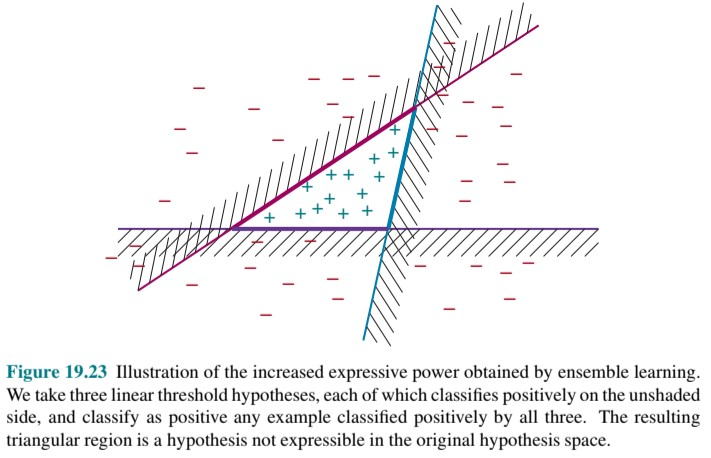 Figure 19.23 Illustration of the increased expressive power obtained by ensemble learning.
We take three linear threshold hypotheses, each of which classifies positively on the unshaded
side, and classify as positive any example classified positively by all three. The resulting
triangular region is a hypothesis not expressible in the original hypothesis space.